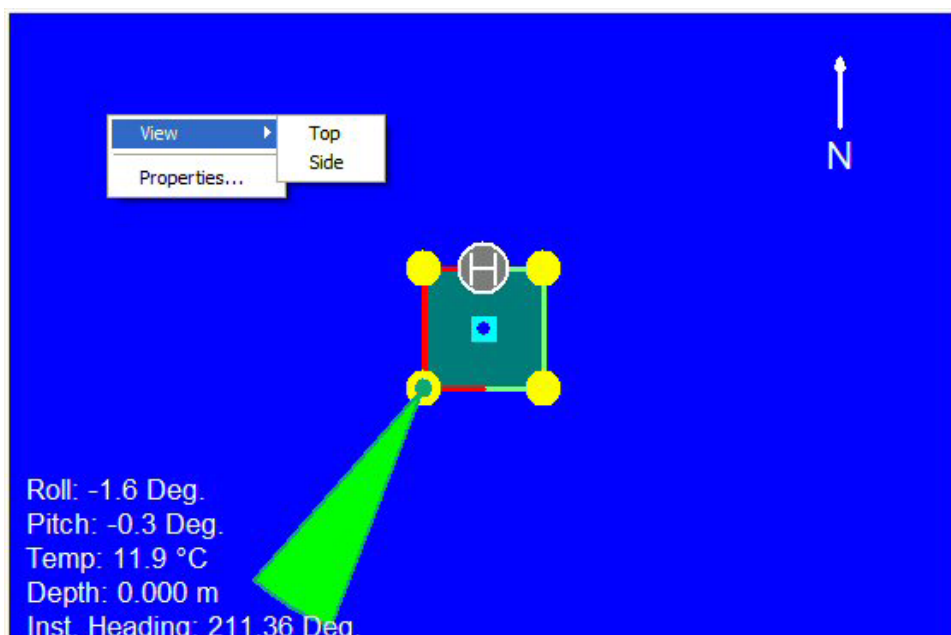 View
Top
Side
Properties...
N
H
Roll: -1.6 Deg.
Pitch: -0.3 Deg.
Temp: 11.9 °C
Depth: 0.000 m
Inst. Heading: 211.36 Deg